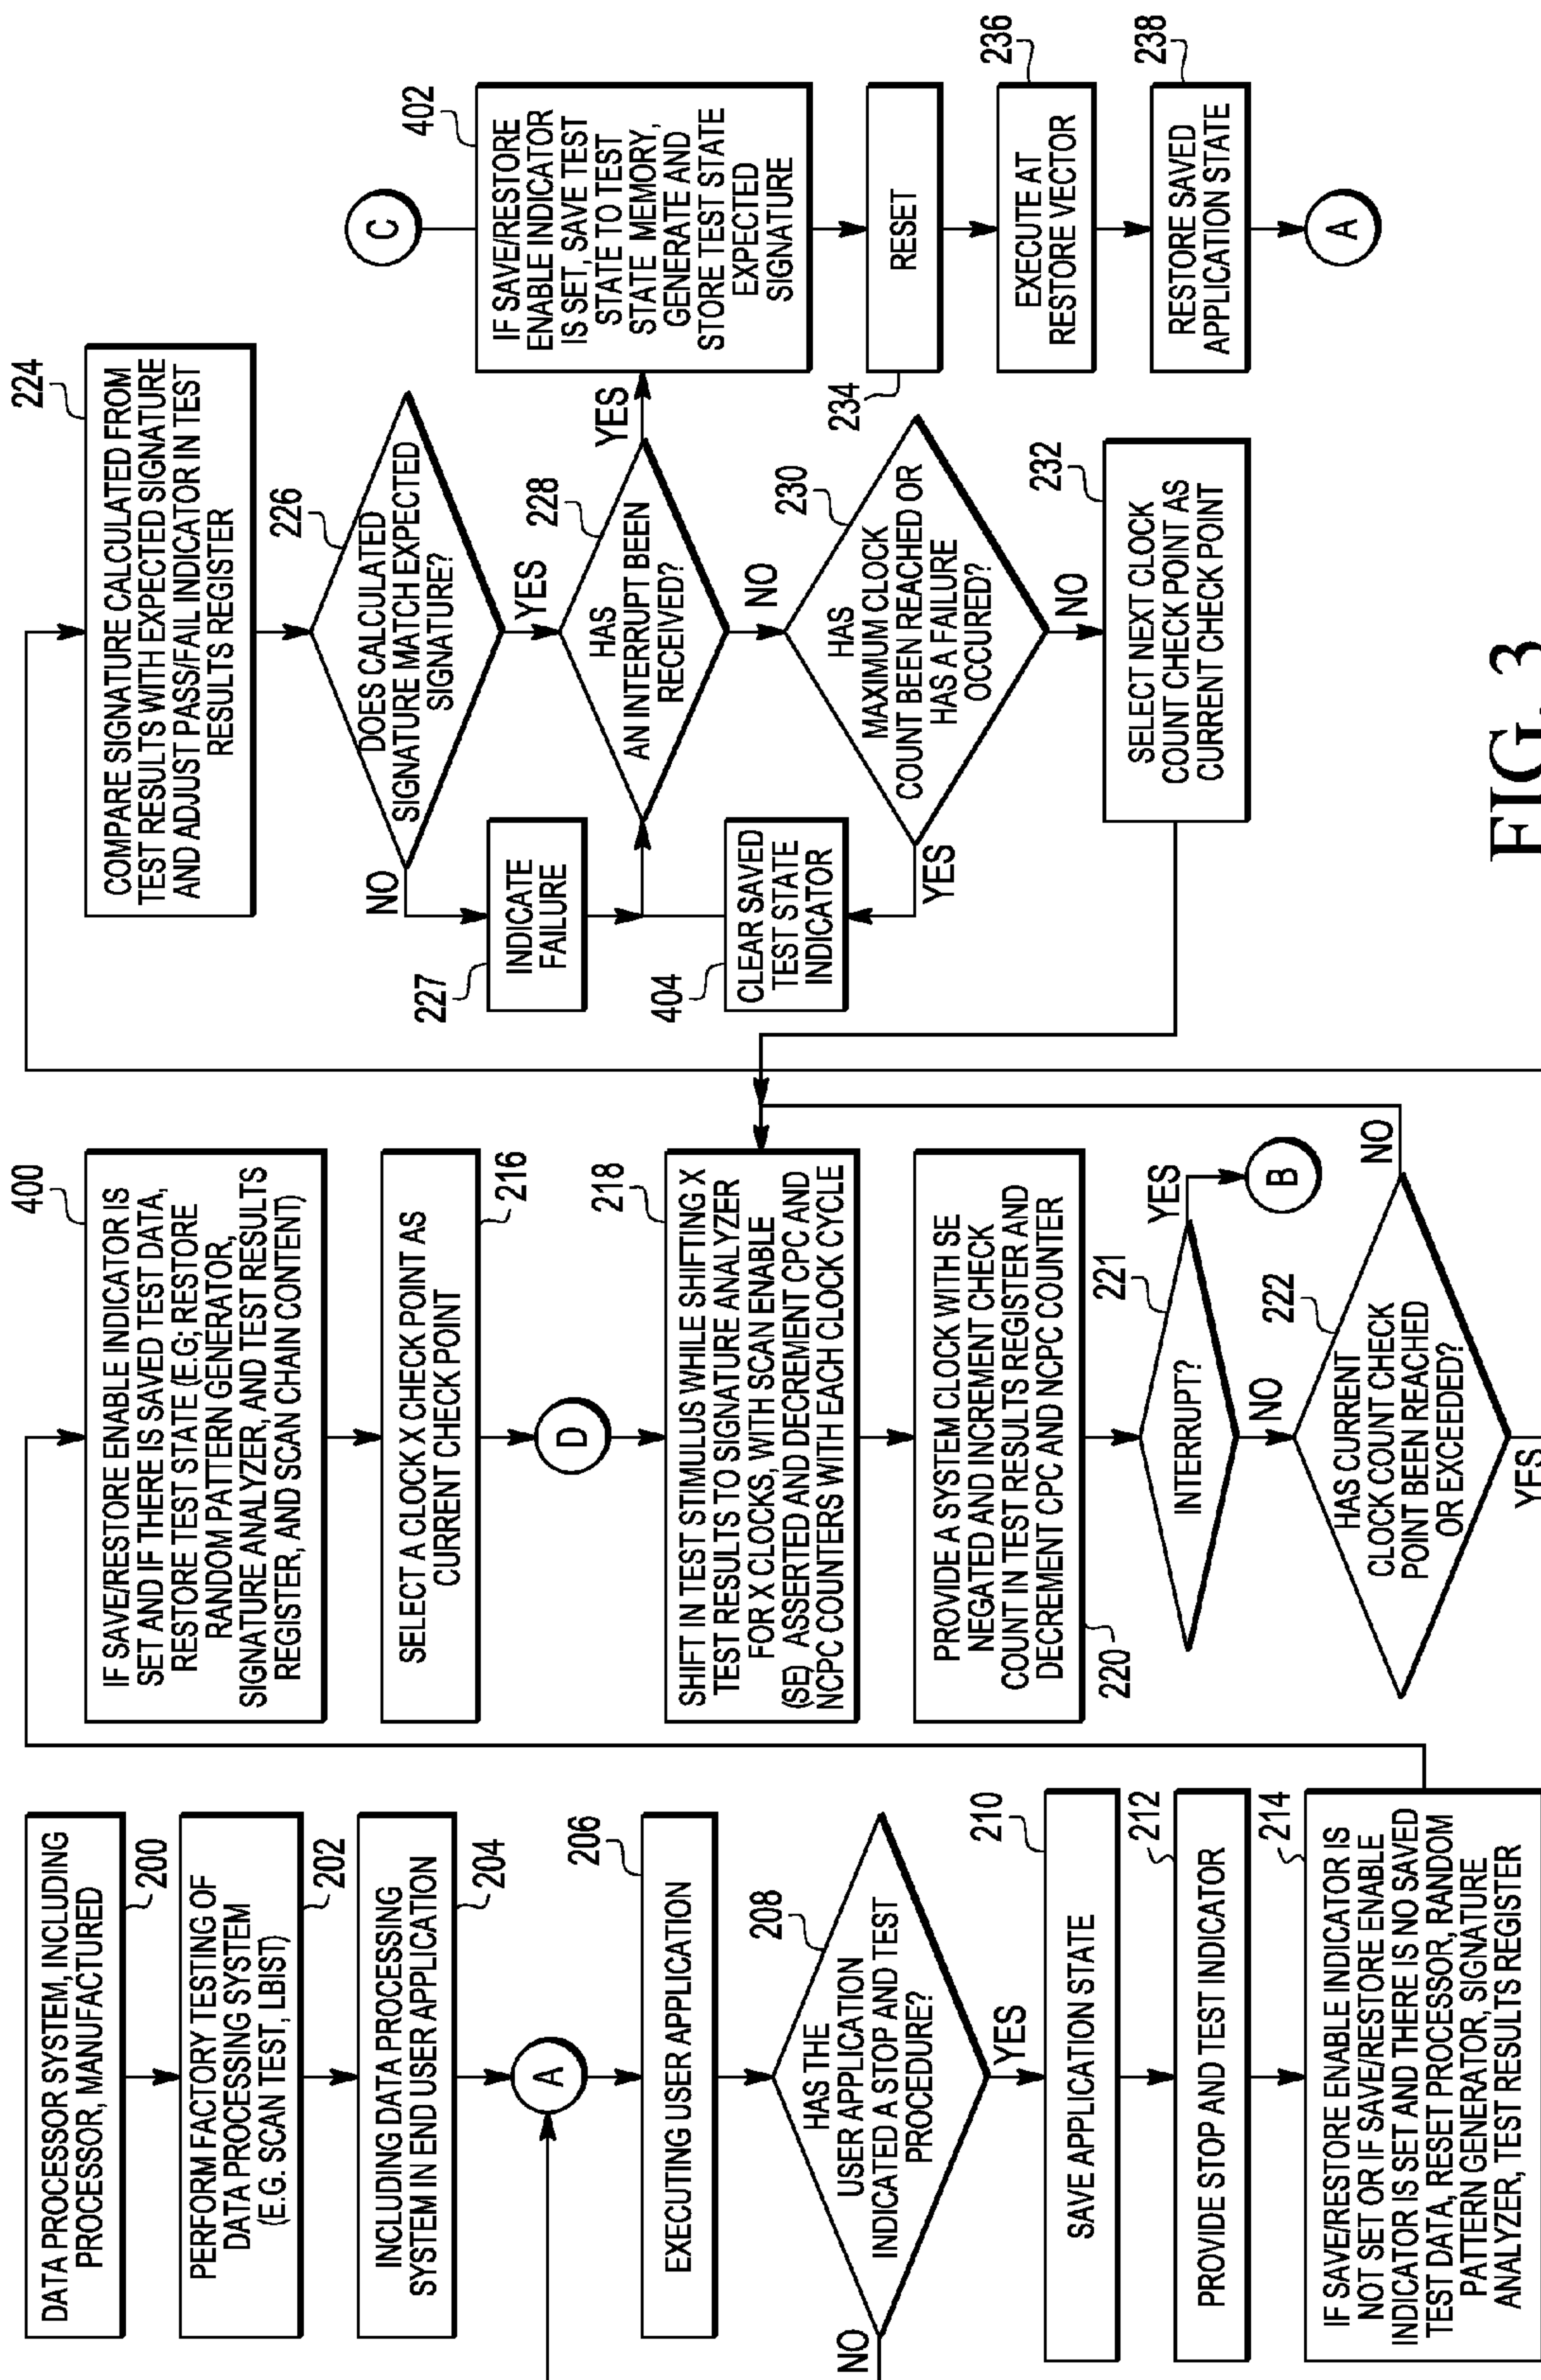 DATA PROCESSOR SYSTEM, INCLUDING
PROCESSOR, MANUFACTURED
200
PERFORM FACTORY TESTING OF
DATA PROCESSING SYSTEM
(E.G. SCAN TEST, LBIST)
202
INCLUDING DATA PROCESSING
SYSTEM IN END USER APPLICATION
204
A
EXECUTING USER APPLICATION
206
HAS THE
USER APPLICATION
INDICATED A STOP AND TEST
PROCEDURE?
208
NO
YES
SAVE APPLICATION STATE
210
PROVIDE STOP AND TEST INDICATOR
212
IF SAVE/RESTORE ENABLE INDICATOR IS
NOT SET OR IF SAVE/RESTORE ENABLE
INDICATOR IS SET AND THERE IS NO SAVED
TEST DATA, RESET PROCESSOR, RANDOM
PATTERN GENERATOR, SIGNATURE
ANALYZER, TEST RESULTS REGISTER
214
400
IF SAVE/RESTORE ENABLE INDICATOR IS
SET AND IF THERE IS SAVED TEST DATA,
RESTORE TEST STATE (E.G; RESTORE
RANDOM PATTERN GENERATOR,
SIGNATURE ANALYZER, AND TEST RESULTS
REGISTER, AND SCAN CHAIN CONTENT)
SELECT A CLOCK X CHECK POINT AS
CURRENT CHECK POINT
216
D
218
SHIFT IN TEST STIMULUS WHILE SHIFTING X
TEST RESULTS TO SIGNATURE ANALYZER
FOR X CLOCKS, WITH SCAN ENABLE
(SE) ASSERTED AND DECREMENT CPC AND
NCPC COUNTERS WITH EACH CLOCK CYCLE
PROVIDE A SYSTEM CLOCK WITH SE
NEGATED AND INCREMENT CHECK
COUNT IN TEST RESULTS REGISTER AND
DECREMENT CPC AND NCPC COUNTER
220
INTERRUPT?
221
YES
B
NO
HAS CURRENT
CLOCK COUNT CHECK
POINT BEEN REACHED
OR EXCEEDED?
222
NO
YES
224
COMPARE SIGNATURE CALCULATED FROM
TEST RESULTS WITH EXPECTED SIGNATURE
AND ADJUST PASS/FAIL INDICATOR IN TEST
RESULTS REGISTER
226
DOES CALCULATED
SIGNATURE MATCH EXPECTED
SIGNATURE?
NO
YES
INDICATE
FAILURE
227
228
HAS
AN INTERRUPT BEEN
RECEIVED?
YES
NO
CLEAR SAVED
TEST STATE
INDICATOR
404
230
HAS
MAXIMUM CLOCK
COUNT BEEN REACHED OR
HAS A FAILURE
OCCURED?
YES
NO
232
SELECT NEXT CLOCK
COUNT CHECK POINT AS
CURRENT CHECK POINT
C
402
IF SAVE/RESTORE
ENABLE INDICATOR
IS SET, SAVE TEST
STATE TO TEST
STATE MEMORY,
GENERATE AND
STORE TEST STATE
EXPECTED
SIGNATURE
RESET
234
EXECUTE AT
RESTORE VECTOR
236
RESTORE SAVED
APPLICATION STATE
238
A
FIG. 3